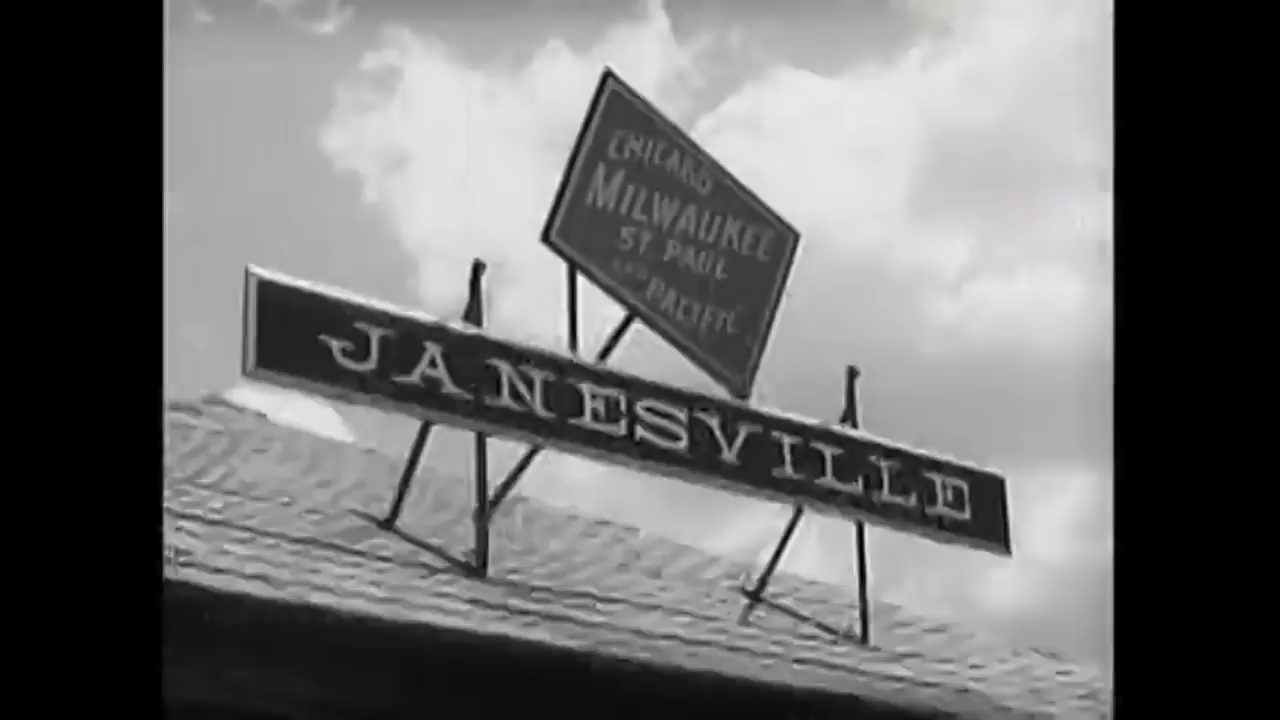 CHICAGO
MILWAUKEE
ST. PAUL
AND
PACIFIC
JANESVILLE